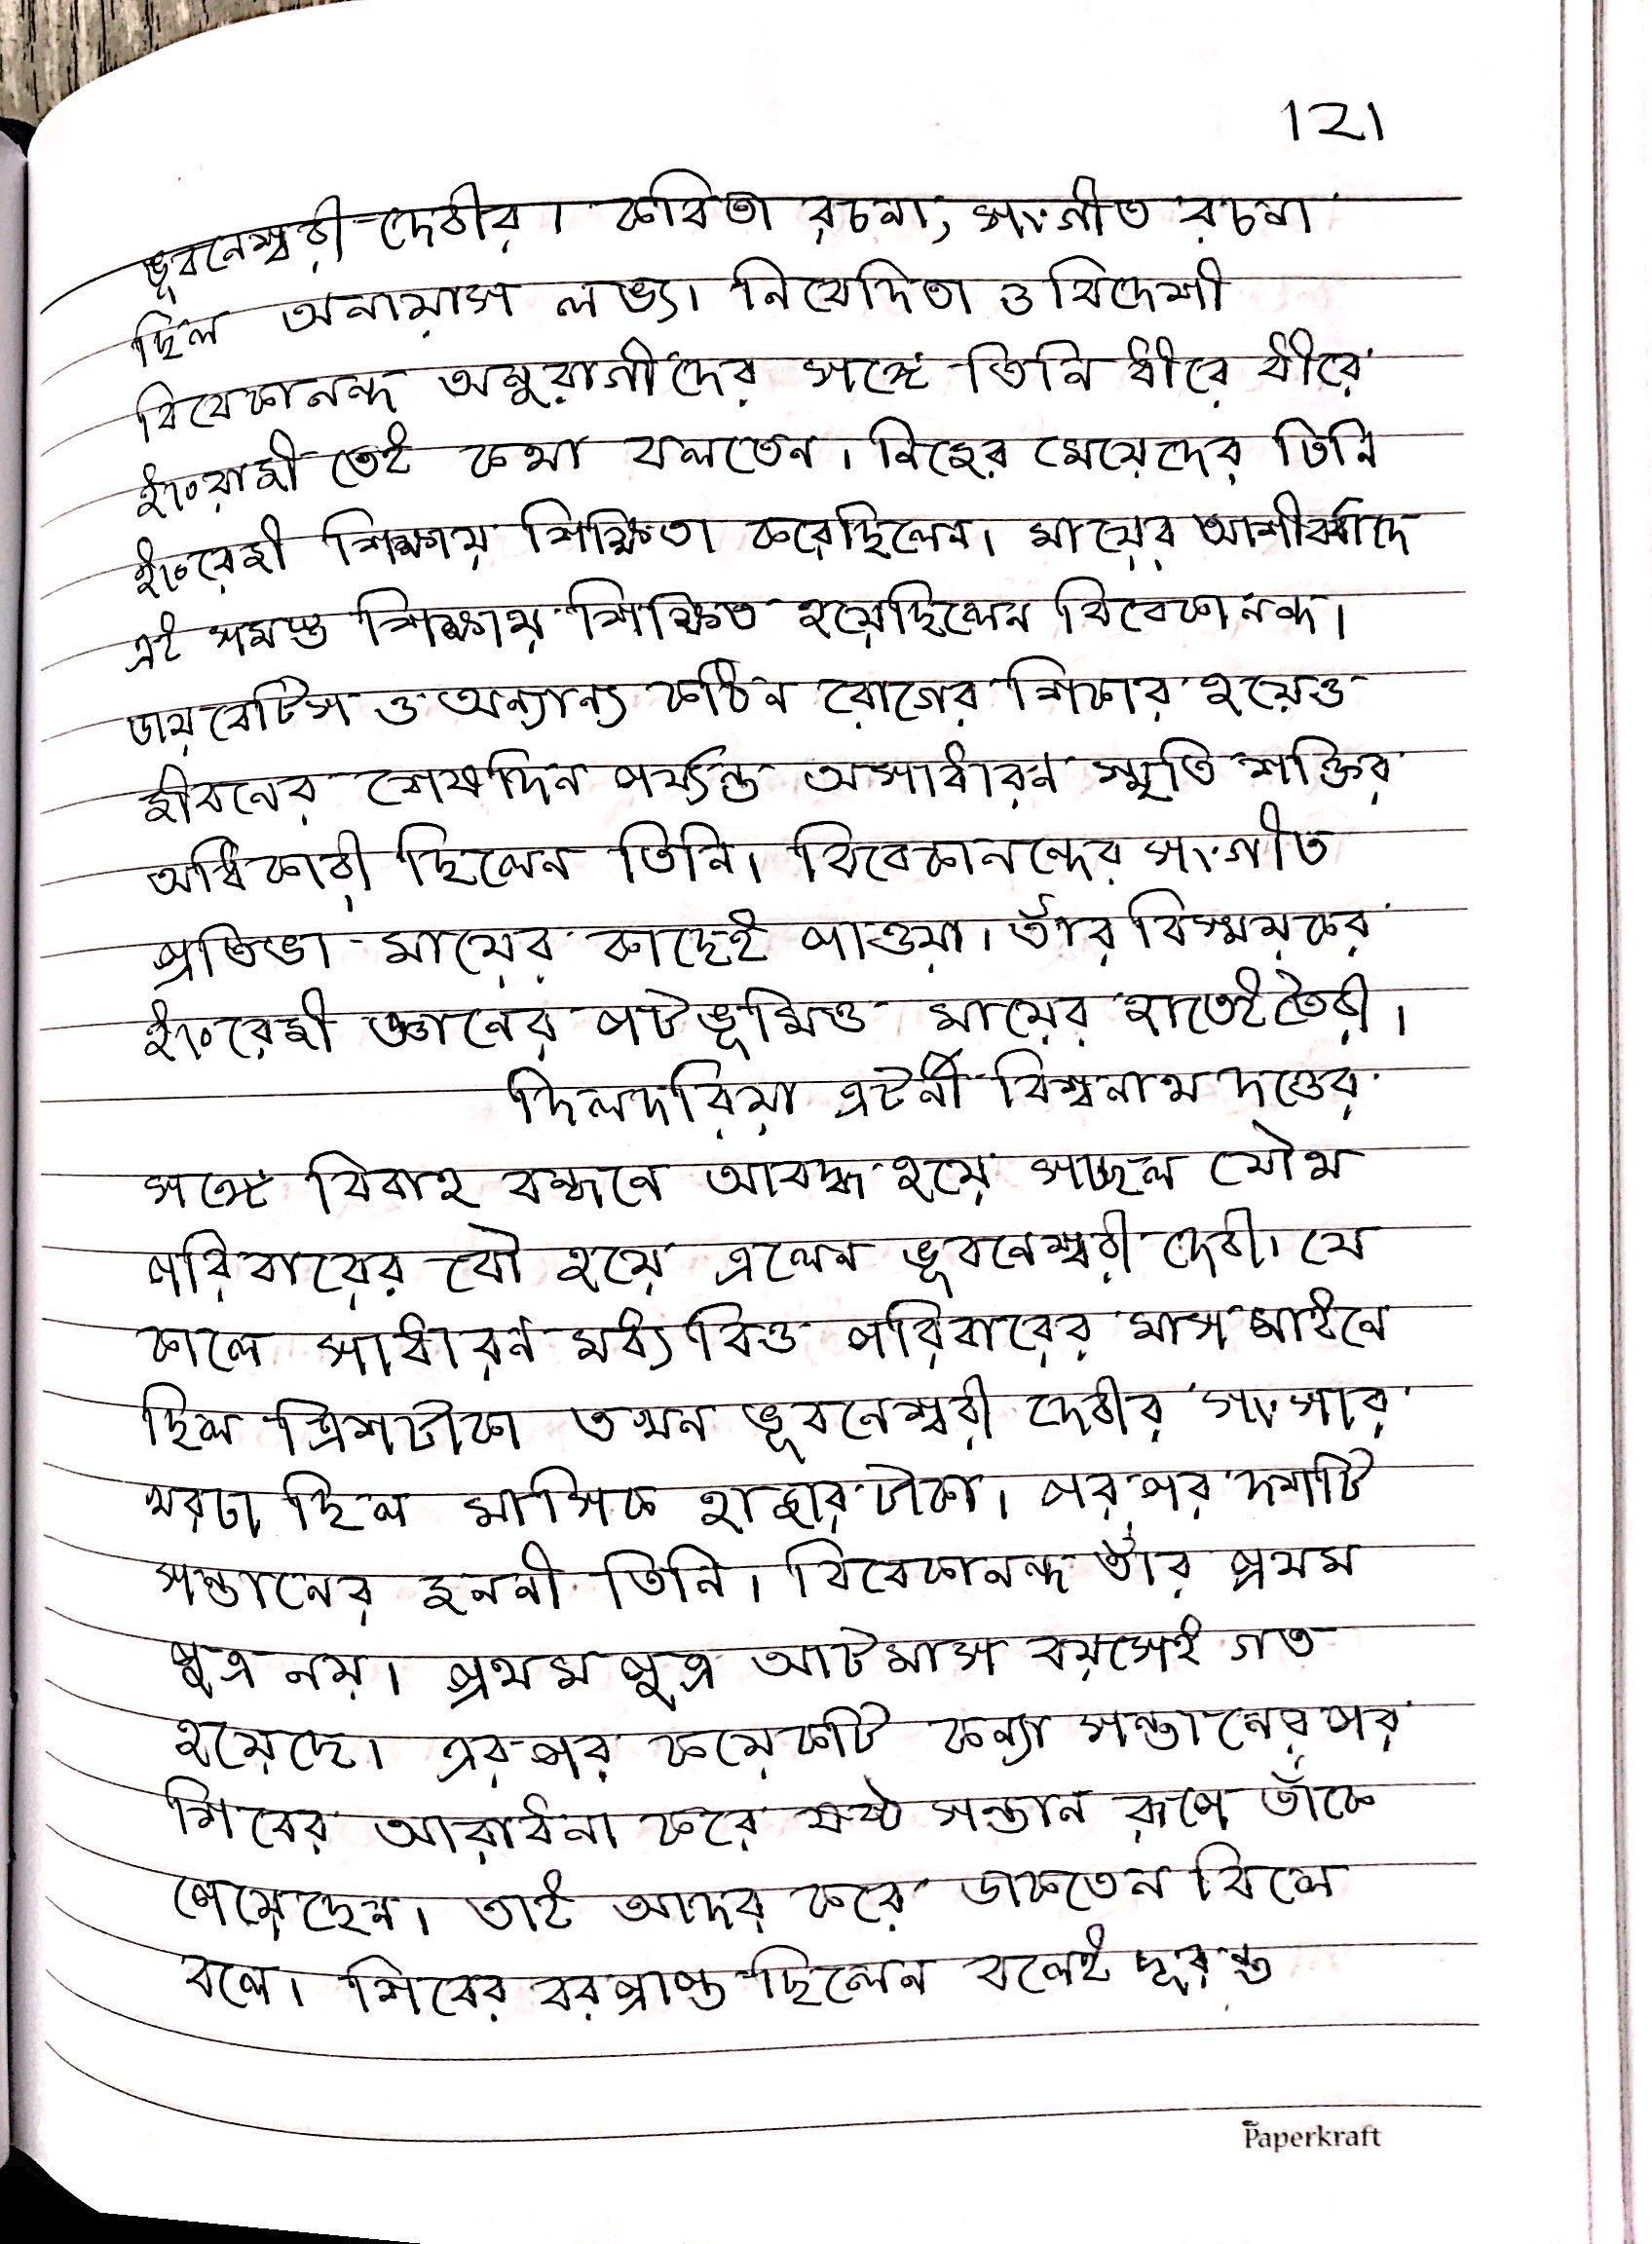 ।2।
ভূবনেশ্বরী দেবীর। কবিতা রচনা, সংগীত রচনা
ছিল অনায়াস লভ্য। নিবেদিতা ও বিদেশী
বিবেকানন্দ অনুরাগীদের সঙ্গে তিনি ধীরে ধীরে
ইংরাজী তেই কথা বলতেন। নিজের মেয়েদের তিনি
ইংরেজী শিক্ষায় শিক্ষিতা করেছিলেন। মায়ের আশীর্ব্বাদে
এই সমস্ত শিক্ষায় শিক্ষিত হয়েছিলেন বিবেকানন্দ।
ডায়বেটিস ও অন্যান্য কঠিন রোগের শিকার হয়েও
জীবনের শেষদিন পর্য্যন্ত অসাধারন স্মৃতি শক্তির
অধিকারী ছিলেন তিনি। বিবেকানন্দের সংগীত
প্রতিভা মায়ের কাছেই পাওয়া। তাঁর বিস্ময়কর
ইংরেজী জ্ঞানের পটভূমিও মায়ের হাতেই তৈরী।
দিলদরিয়া এটর্নী বিশ্বনাথ দত্তের
সঙ্গে বিবাহ বন্ধনে আবদ্ধ হয়ে সচ্ছল যৌথ
পরিবারের বৌ হয়ে এলেন ভূবনেশ্বরী দেবী। যে
কালে সাধারন মধ্যবিত্ত পরিবারের মাস মাইনে
ছিল ত্রিশটাকা তখন ভূবনেশ্বরী দেবীর সংসার
খরচা ছিল মাসিক হাজার টাকা। পর পর দশটি
সন্তানের জননী তিনি। বিবেকানন্দ তাঁর প্রথম
পুত্র নয়। প্রথম পুত্র আটমাস বয়সেই গত
হয়েছে। এর পর কয়েকটি কন্যা সন্তানের পর
শিবের আরাধনা করে ষষ্ঠ সন্তান রূপে তাঁকে
পেয়েছেন। তাই আদর করে ডাকতেন বিলে
বলে। শিবের বরপ্রাপ্ত ছিলেন বলেই দূরন্ত
Paperkraft